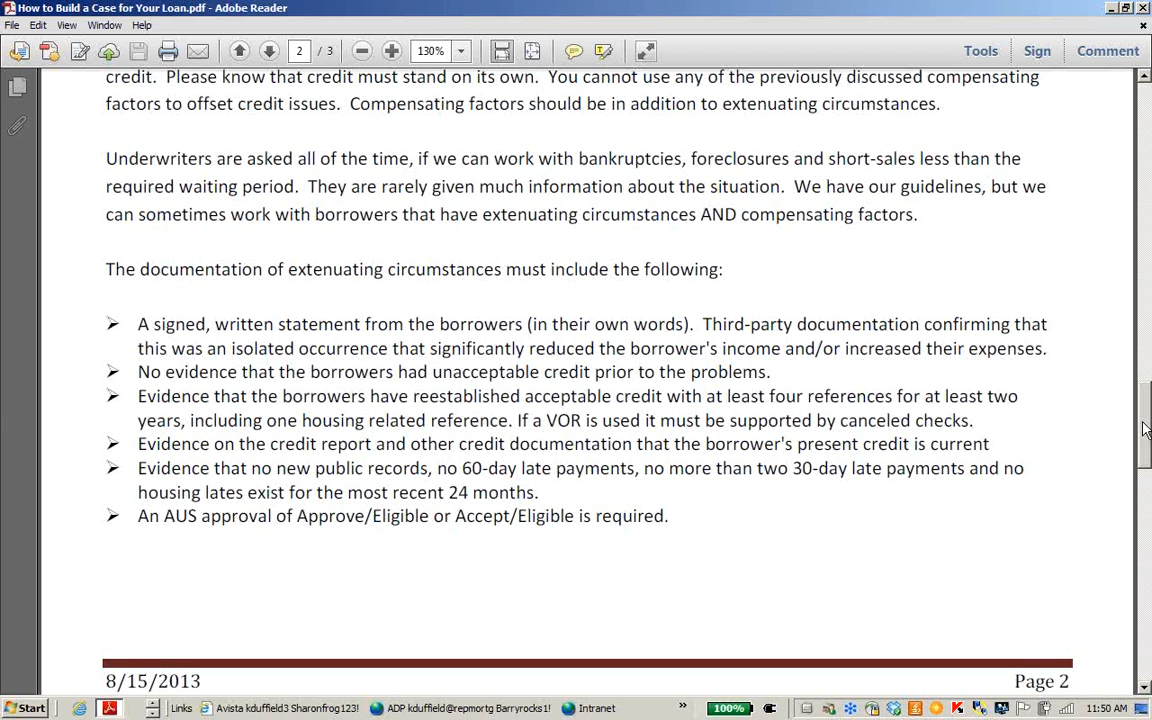 How to Build a Case for Your Loan.pdf - Adobe Reader
File Edit View Window Help
2 / 3 130% Tools Sign Comment
credit. Please know that credit must stand on its own. You cannot use any of the previously discussed compensating
factors to offset credit issues. Compensating factors should be in addition to extenuating circumstances.
Underwriters are asked all of the time, if we can work with bankruptcies, foreclosures and short-sales less than the
required waiting period. They are rarely given much information about the situation. We have our guidelines, but we
can sometimes work with borrowers that have extenuating circumstances AND compensating factors.
The documentation of extenuating circumstances must include the following:
➢ A signed, written statement from the borrowers (in their own words). Third-party documentation confirming that
this was an isolated occurrence that significantly reduced the borrower's income and/or increased their expenses.
➢ No evidence that the borrowers had unacceptable credit prior to the problems.
➢ Evidence that the borrowers have reestablished acceptable credit with at least four references for at least two
years, including one housing related reference. If a VOR is used it must be supported by canceled checks.
➢ Evidence on the credit report and other credit documentation that the borrower's present credit is current
➢ Evidence that no new public records, no 60-day late payments, no more than two 30-day late payments and no
housing lates exist for the most recent 24 months.
➢ An AUS approval of Approve/Eligible or Accept/Eligible is required.
8/15/2013 Page 2
Start Links Avista kduffield3 Sharonfrog123! ADP kduffield@repmortg Barryrocks1! Intranet » 100% 11:50 AM